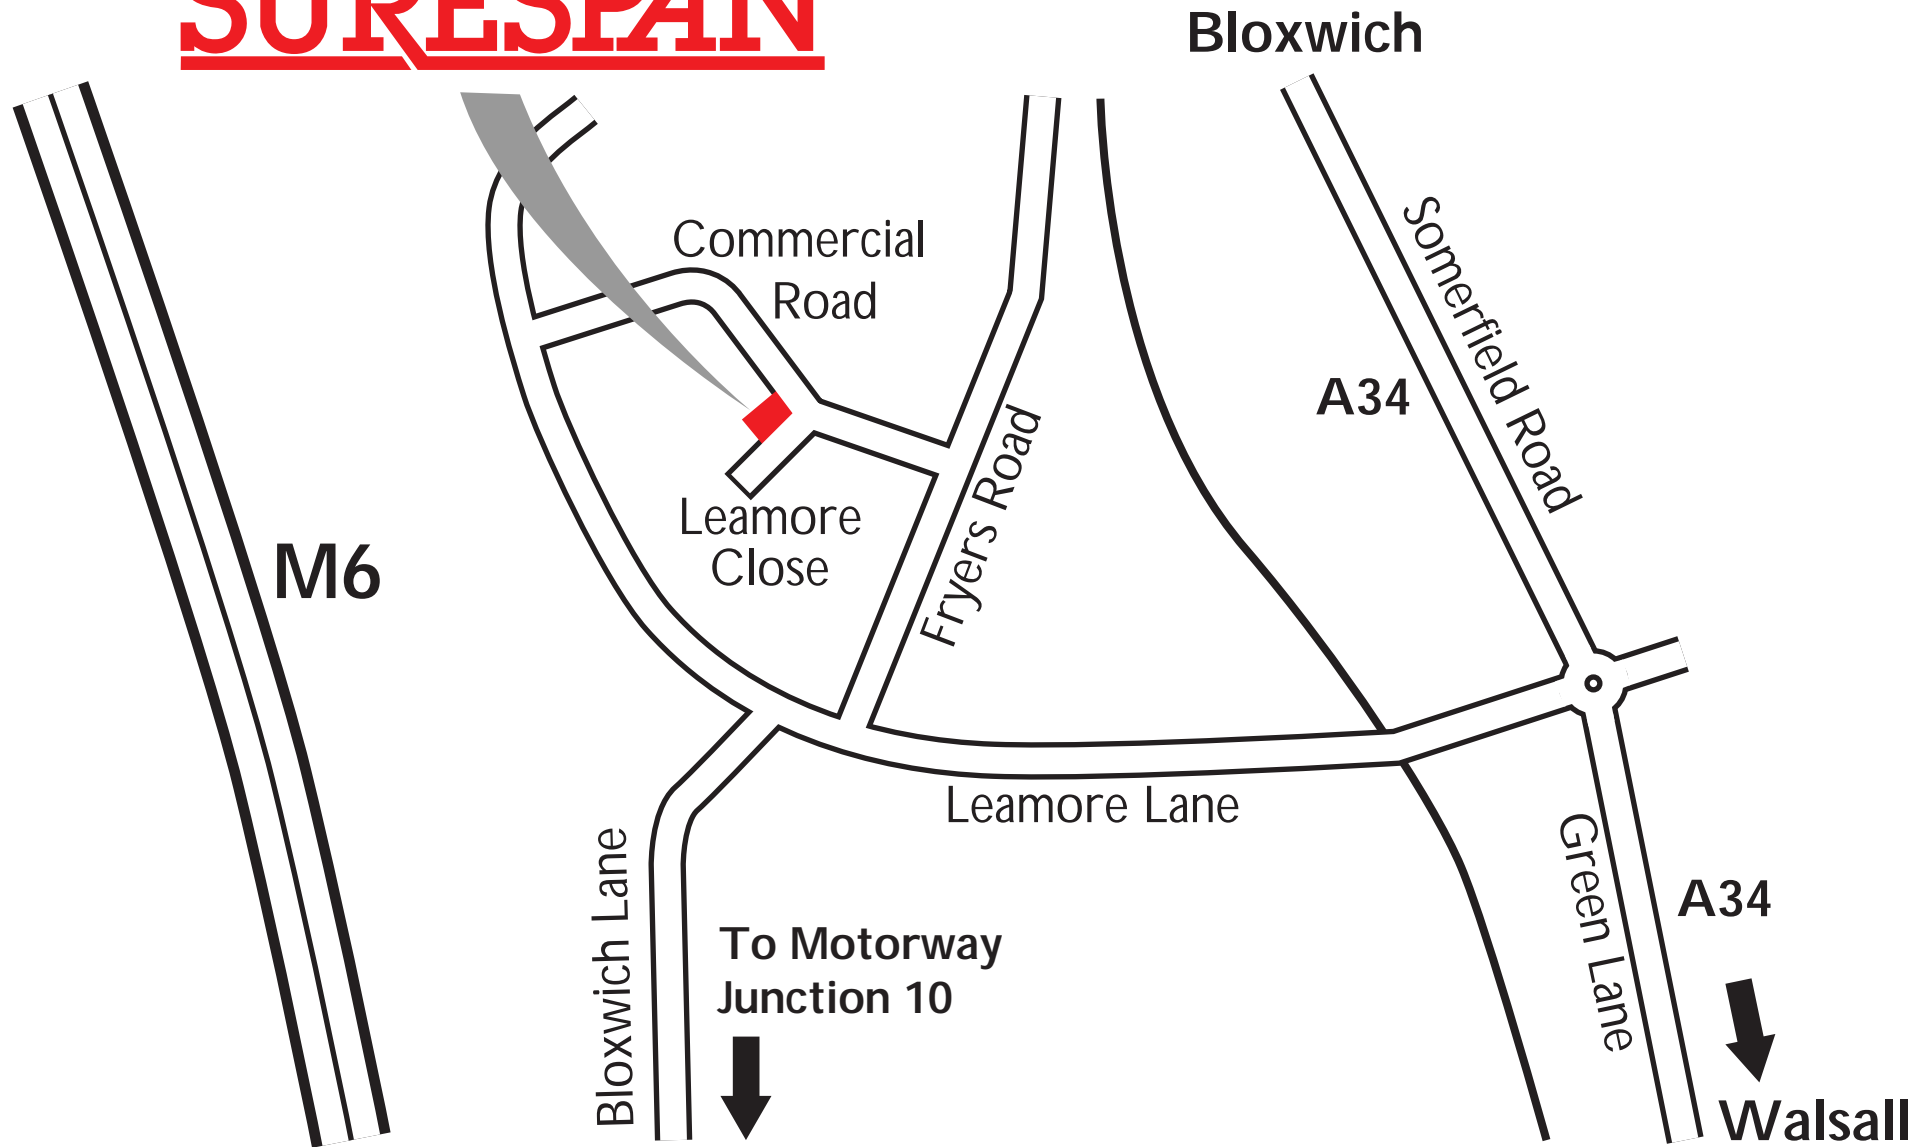 SURESPAN
Bloxwich
Commercial
Road
Somerfield Road
A34
Fryers Road
Leamore
Close
M6
Leamore Lane
Bloxwich Lane
Green Lane
A34
To Motorway
Junction 10
Walsall